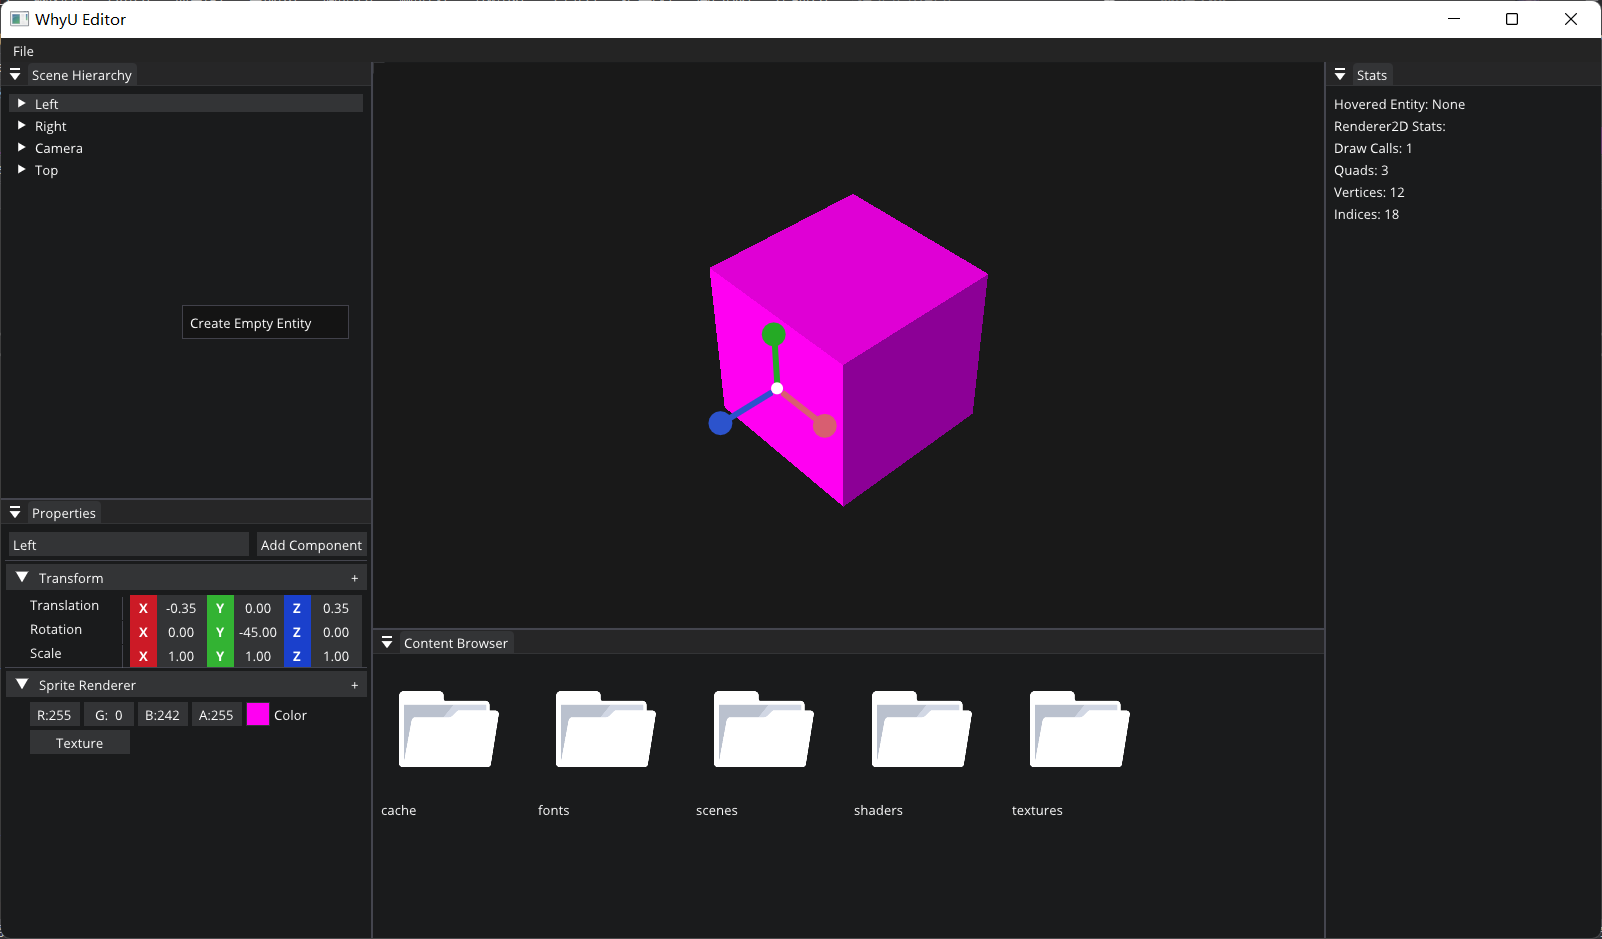 WhyU Editor
File
Scene Hierarchy
Left
Right
Camera
Top
Create Empty Entity
Properties
Left Add Component
Transform +
Translation X -0.35 Y 0.00 Z 0.35
Rotation X 0.00 Y -45.00 Z 0.00
Scale X 1.00 Y 1.00 Z 1.00
Sprite Renderer +
R:255 G: 0 B:242 A:255 Color
Texture
Content Browser
cache fonts scenes shaders textures
Stats
Hovered Entity: None
Renderer2D Stats:
Draw Calls: 1
Quads: 3
Vertices: 12
Indices: 18